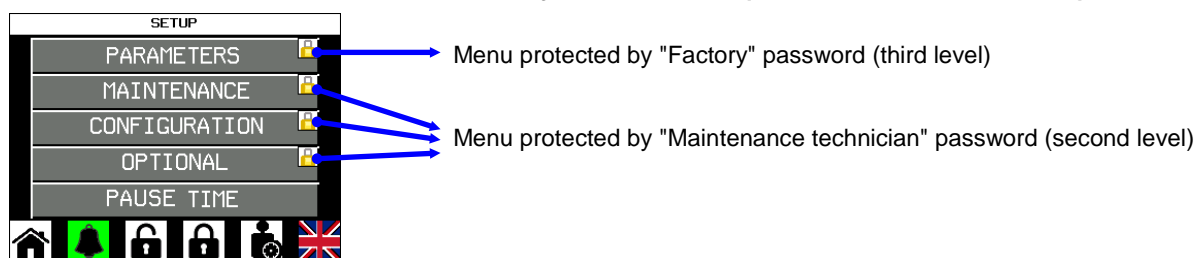 SETUP
PARAMETERS
Menu protected by "Factory" password (third level)
MAINTENANCE
CONFIGURATION
Menu protected by "Maintenance technician" password (second level)
OPTIONAL
PAUSE TIME